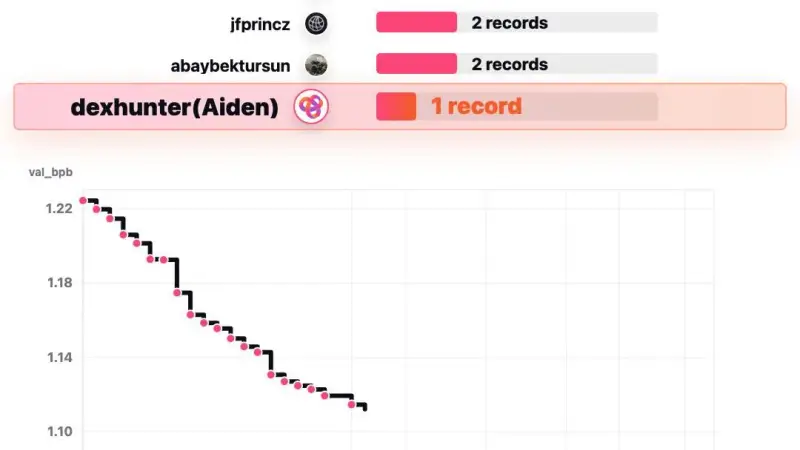 jfprincz 2 records
abaybektursun 2 records
dexhunter(Aiden) 1 record
val_bpb
1.22
1.18
1.14
1.10